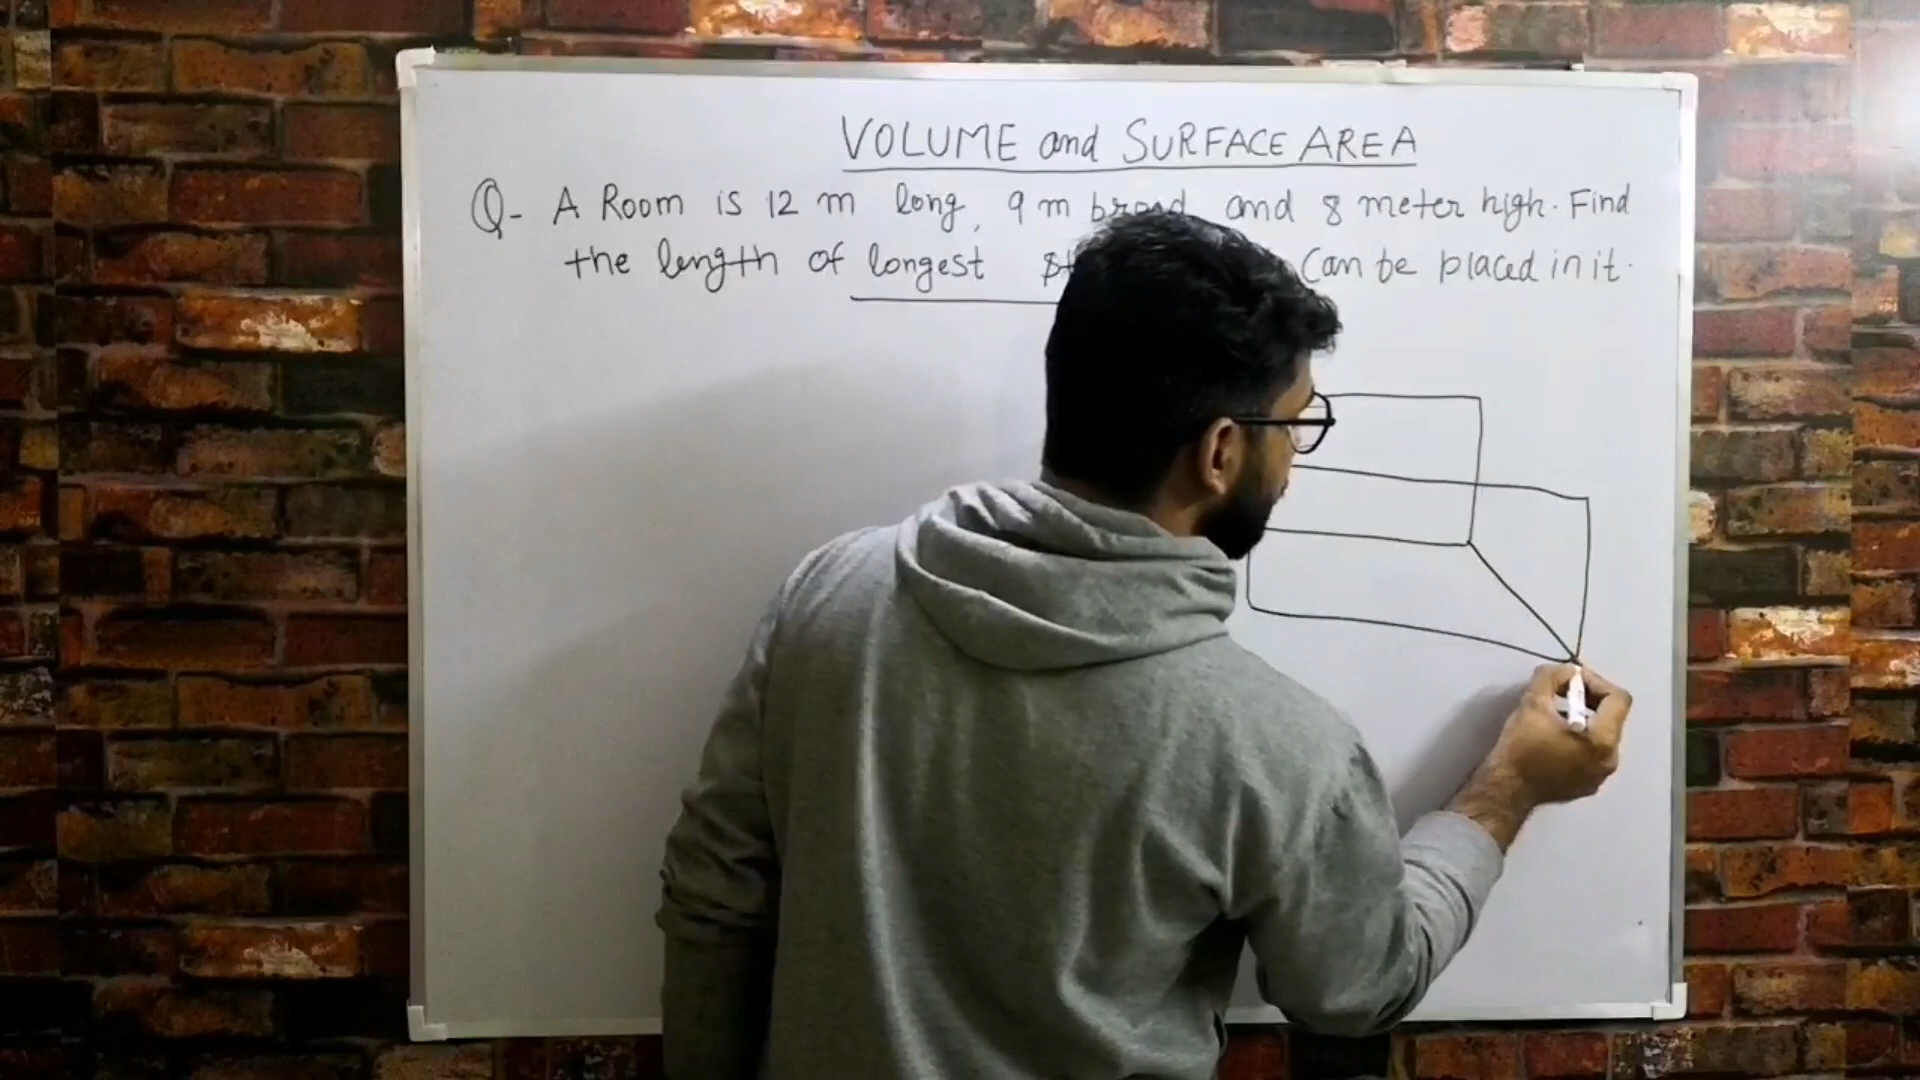 VOLUME and SURFACE AREA
Q- A Room is 12 m long, 9 m broad and 8 meter high. Find
the length of longest can be placed in it.